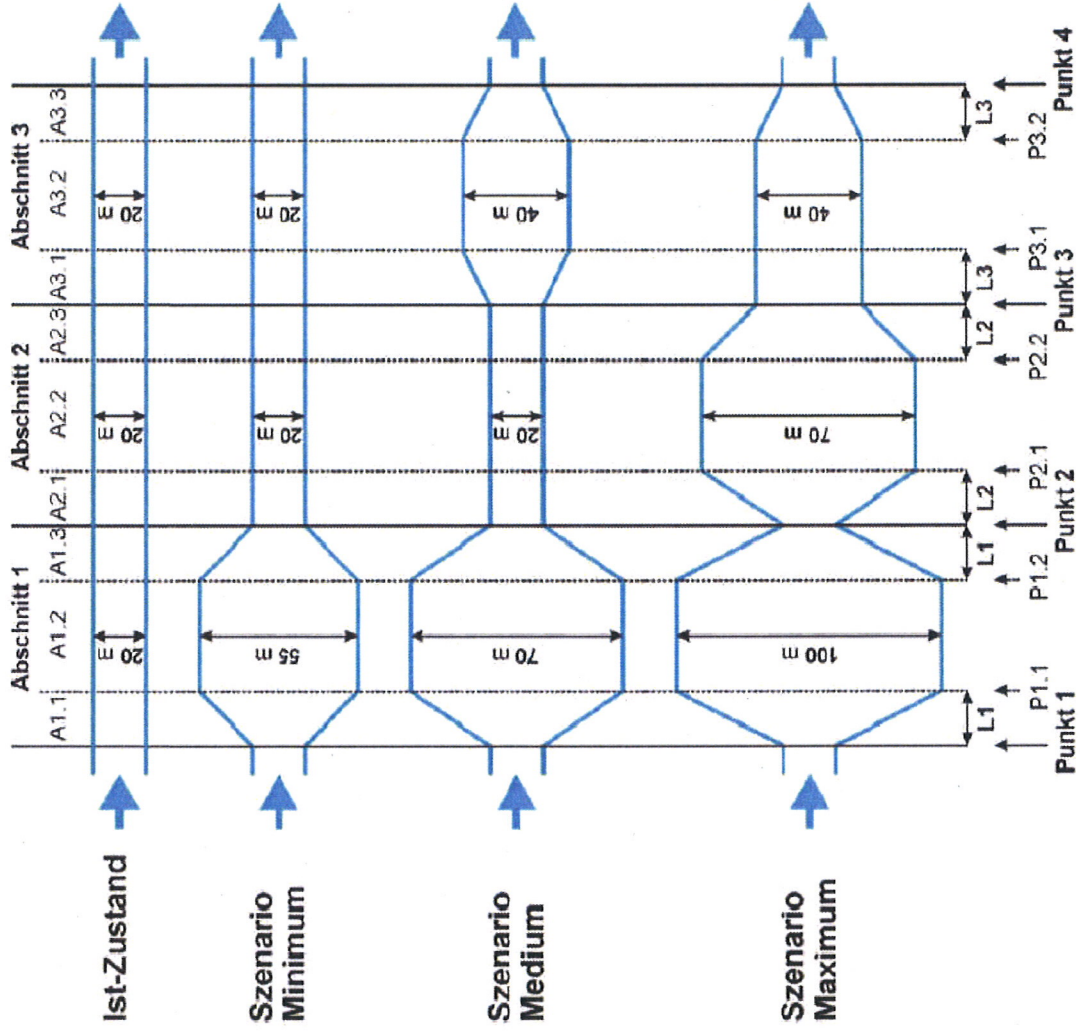 Abschnitt 1 Abschnitt 2 Abschnitt 3
A1.1 A1.2 A1.3 A2.1 A2.2 A2.3 A3.1 A3.2 A3.3
Ist-Zustand
20 m 20 m 20 m
Szenario
Minimum
55 m 20 m 20 m
Szenario
Medium
70 m 20 m 40 m
Szenario
Maximum
100 m 70 m 40 m
L1 L1 L2 L2 L3 L3
P1.1 P1.2 P2.1 P2.2 P3.1 P3.2
Punkt 1 Punkt 2 Punkt 3 Punkt 4